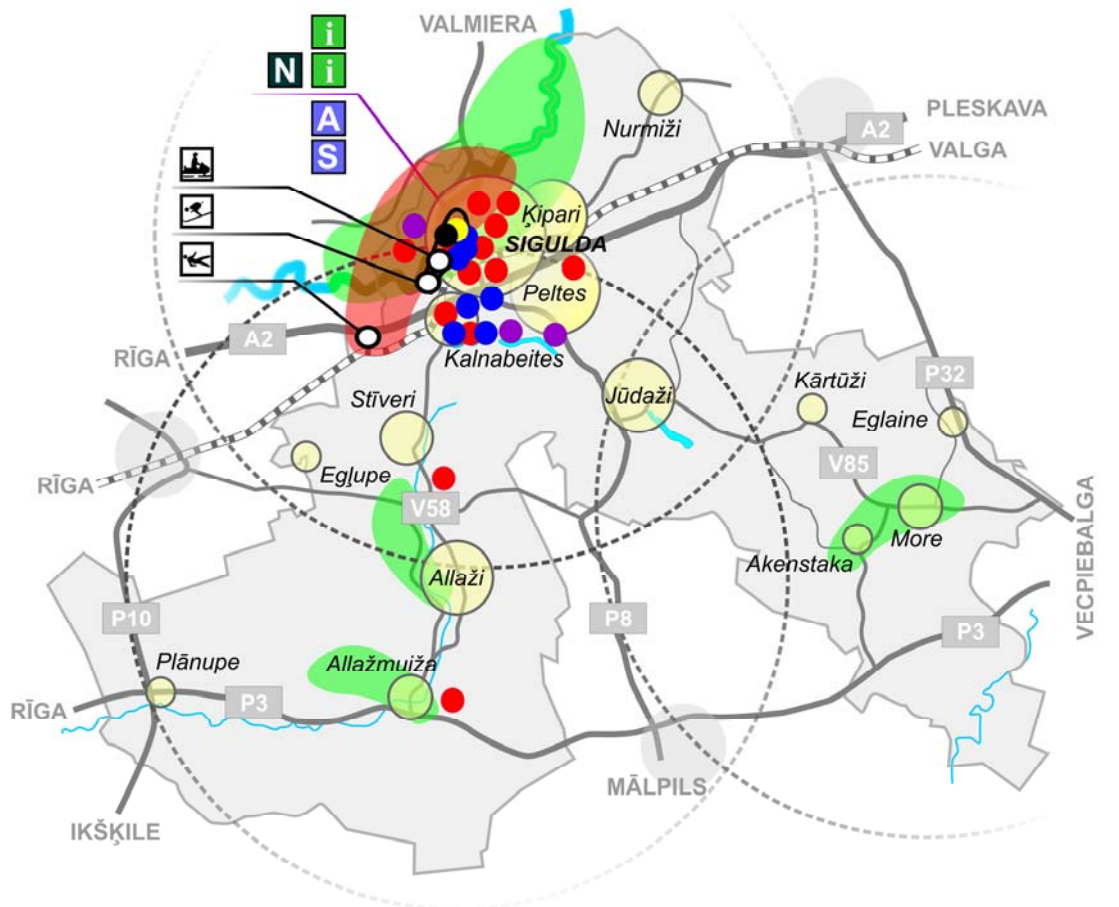 i
VALMIERA
N i
A
S
Nurmiži
PLESKAVA
A2
VALGA
Ķipari
SIGULDA
Peltes
A2
RĪGA
Kalnabeites
Stīveri
Jūdaži
Kārtūži
P32
Eglaine
Egļupe
RĪGA
V85
V58
More
Akenstaka
Allaži
VECPIEBALGA
P10
P8
P3
Plānupe
Allažmuiža
RĪGA
P3
MĀLPILS
IKŠĶILE